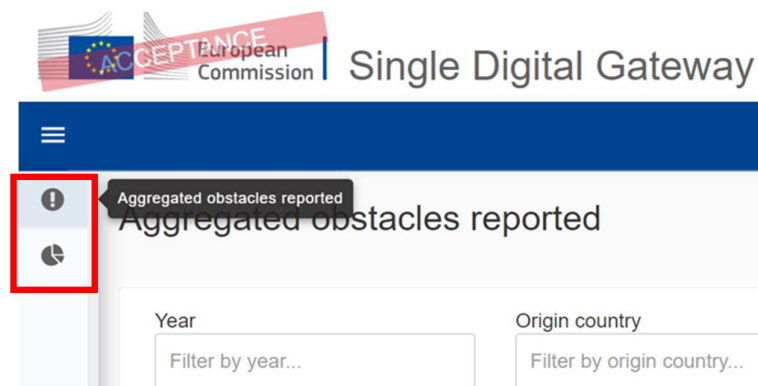 ACCEPTANCE
European
Commission
Single Digital Gateway
Aggregated obstacles reported
Aggregated obstacles reported
Year
Origin country
Filter by year...
Filter by origin country...